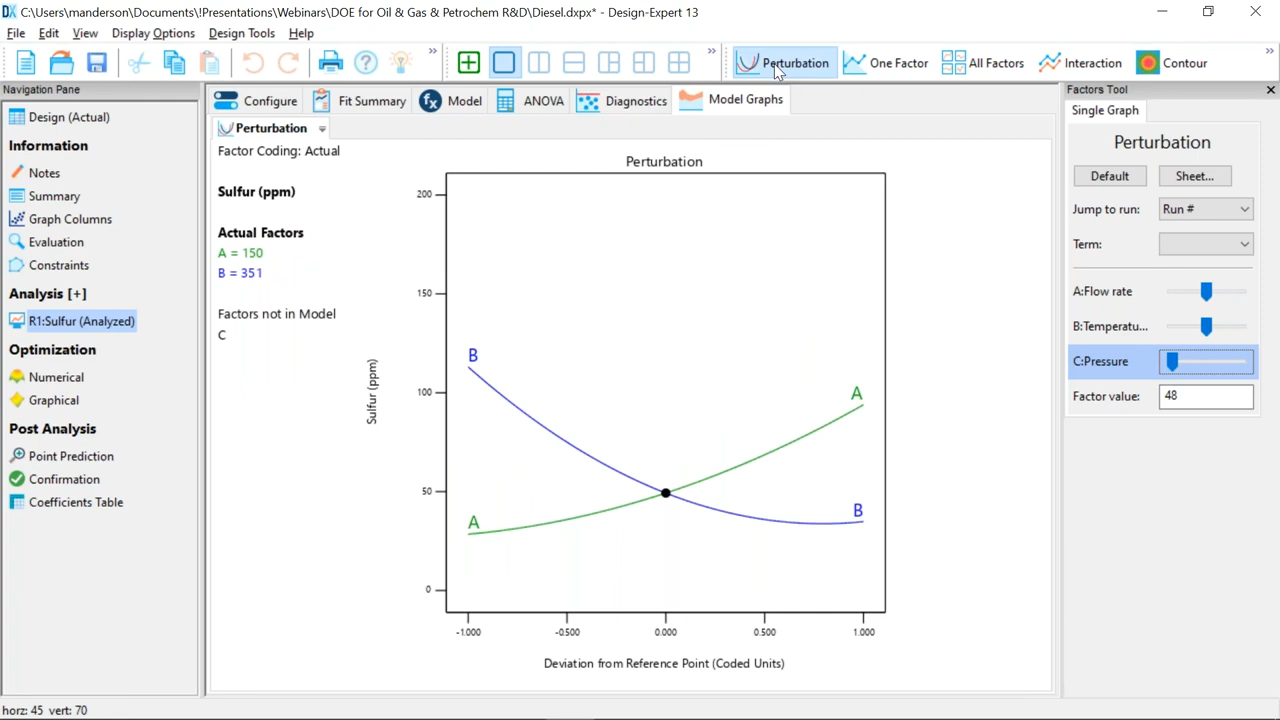 C:\Users\manderson\Documents\!Presentations\Webinars\DOE for Oil & Gas & Petrochem R&D\Diesel.dxpx* - Design-Expert 13
File Edit View Display Options Design Tools Help
Perturbation One Factor All Factors Interaction Contour
Navigation Pane
Design (Actual)
Information
Notes
Summary
Graph Columns
Evaluation
Constraints
Analysis [+]
R1:Sulfur (Analyzed)
Optimization
Numerical
Graphical
Post Analysis
Point Prediction
Confirmation
Coefficients Table
Configure Fit Summary Model ANOVA Diagnostics Model Graphs
Perturbation
Factor Coding: Actual
Sulfur (ppm)
Actual Factors
A = 150
B = 351
Factors not in Model
C
Perturbation
Sulfur (ppm)
200
150
100
50
0
B
A
A
B
-1.000 -0.500 0.000 0.500 1.000
Deviation from Reference Point (Coded Units)
Factors Tool
Single Graph
Perturbation
Default Sheet...
Jump to run: Run #
Term:
A:Flow rate
B:Temperatu...
C:Pressure
Factor value: 48
horz: 45 vert: 70